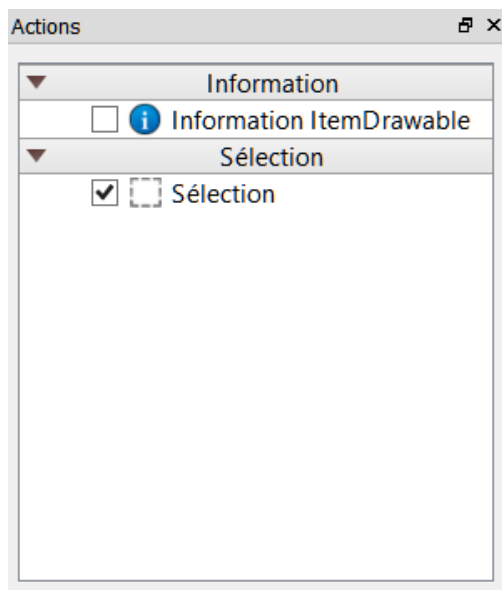 Actions
Information
Information ItemDrawable
Sélection
Sélection